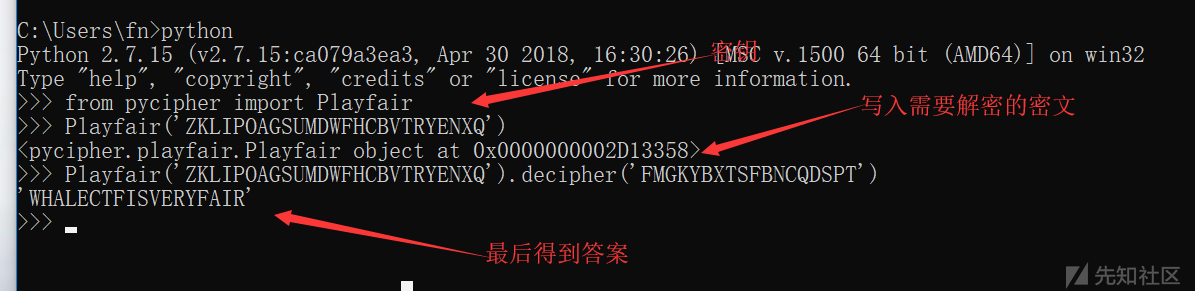 C:\Users\fn>python
Python 2.7.15 (v2.7.15:ca079a3ea3, Apr 30 2018, 16:30:26) [MSC v.1500 64 bit (AMD64)] on win32
密钥
Type "help", "copyright", "credits" or "license" for more information.
>>> from pycipher import Playfair
写入需要解密的密文
>>> Playfair('ZKLIPOAGSUMDWFHCBVTRYENXQ')
<pycipher.playfair.Playfair object at 0x0000000002D13358>
>>> Playfair('ZKLIPOAGSUMDWFHCBVTRYENXQ').decipher('FMGKYBXTSFBNCQDSPT')
'WHALECTFISVERYFAIR'
>>>
最后得到答案
先知社区